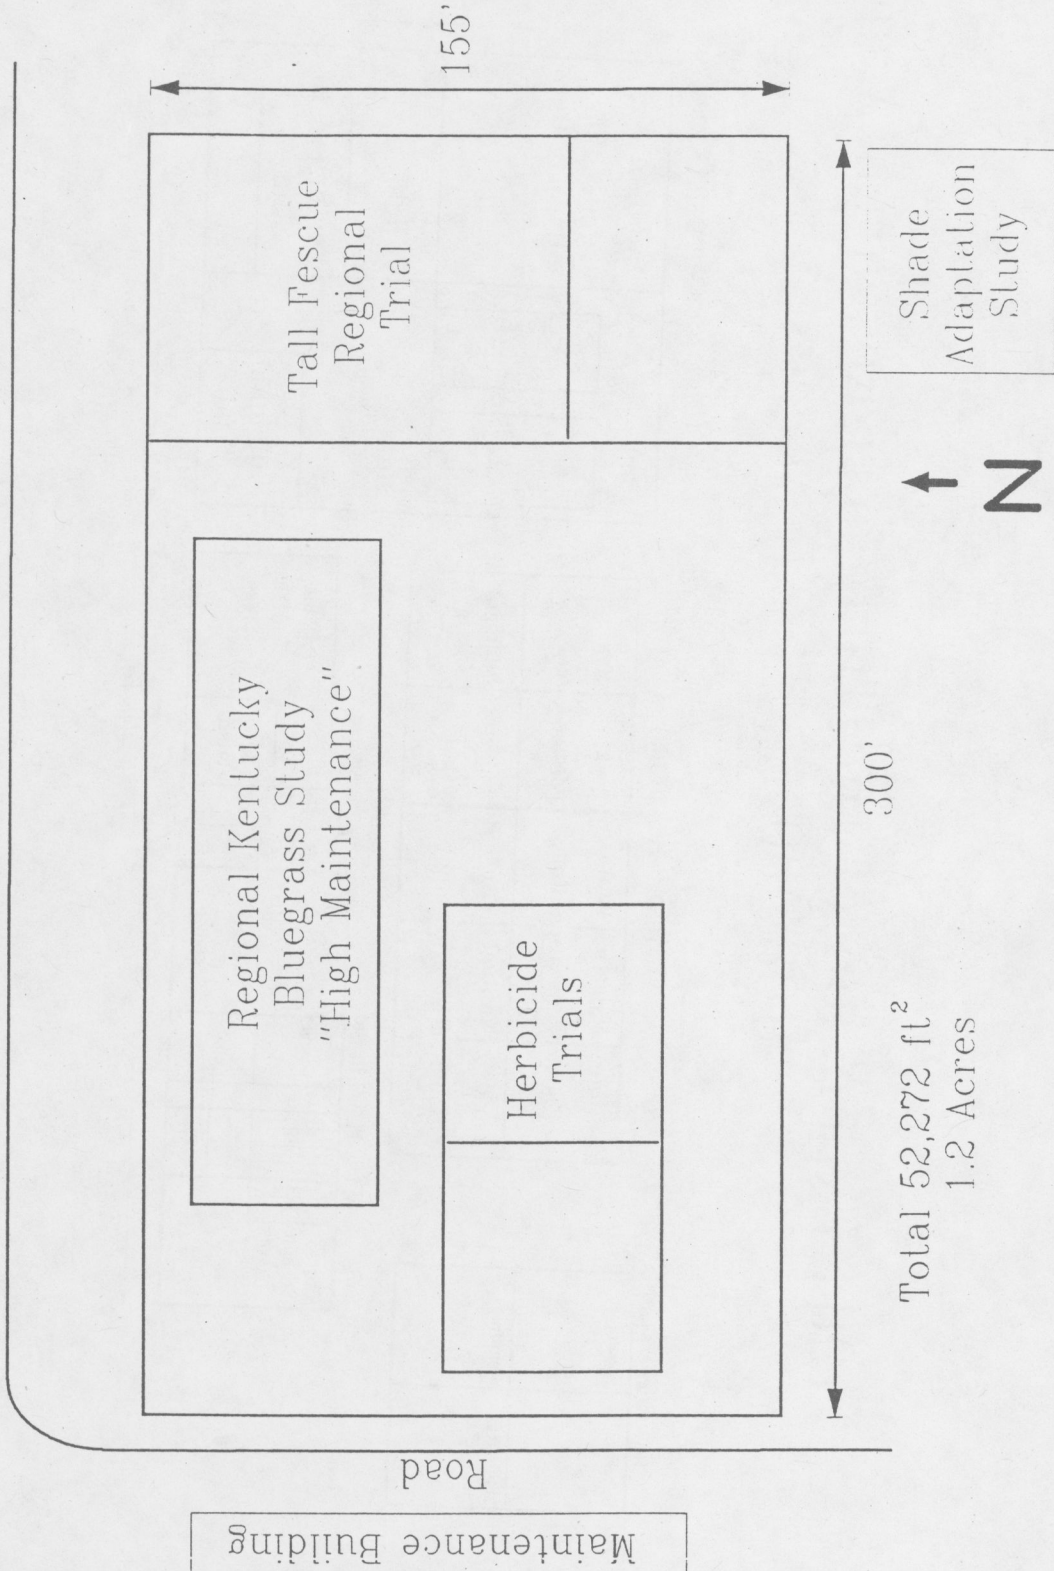 155'
Tall Fescue
Regional
Trial
Regional Kentucky
Bluegrass Study
"High Maintenance"
Herbicide
Trials
Shade
Adaptation
Study
N
300'
Total 52,272 ft²
1.2 Acres
Road
Maintenance Building